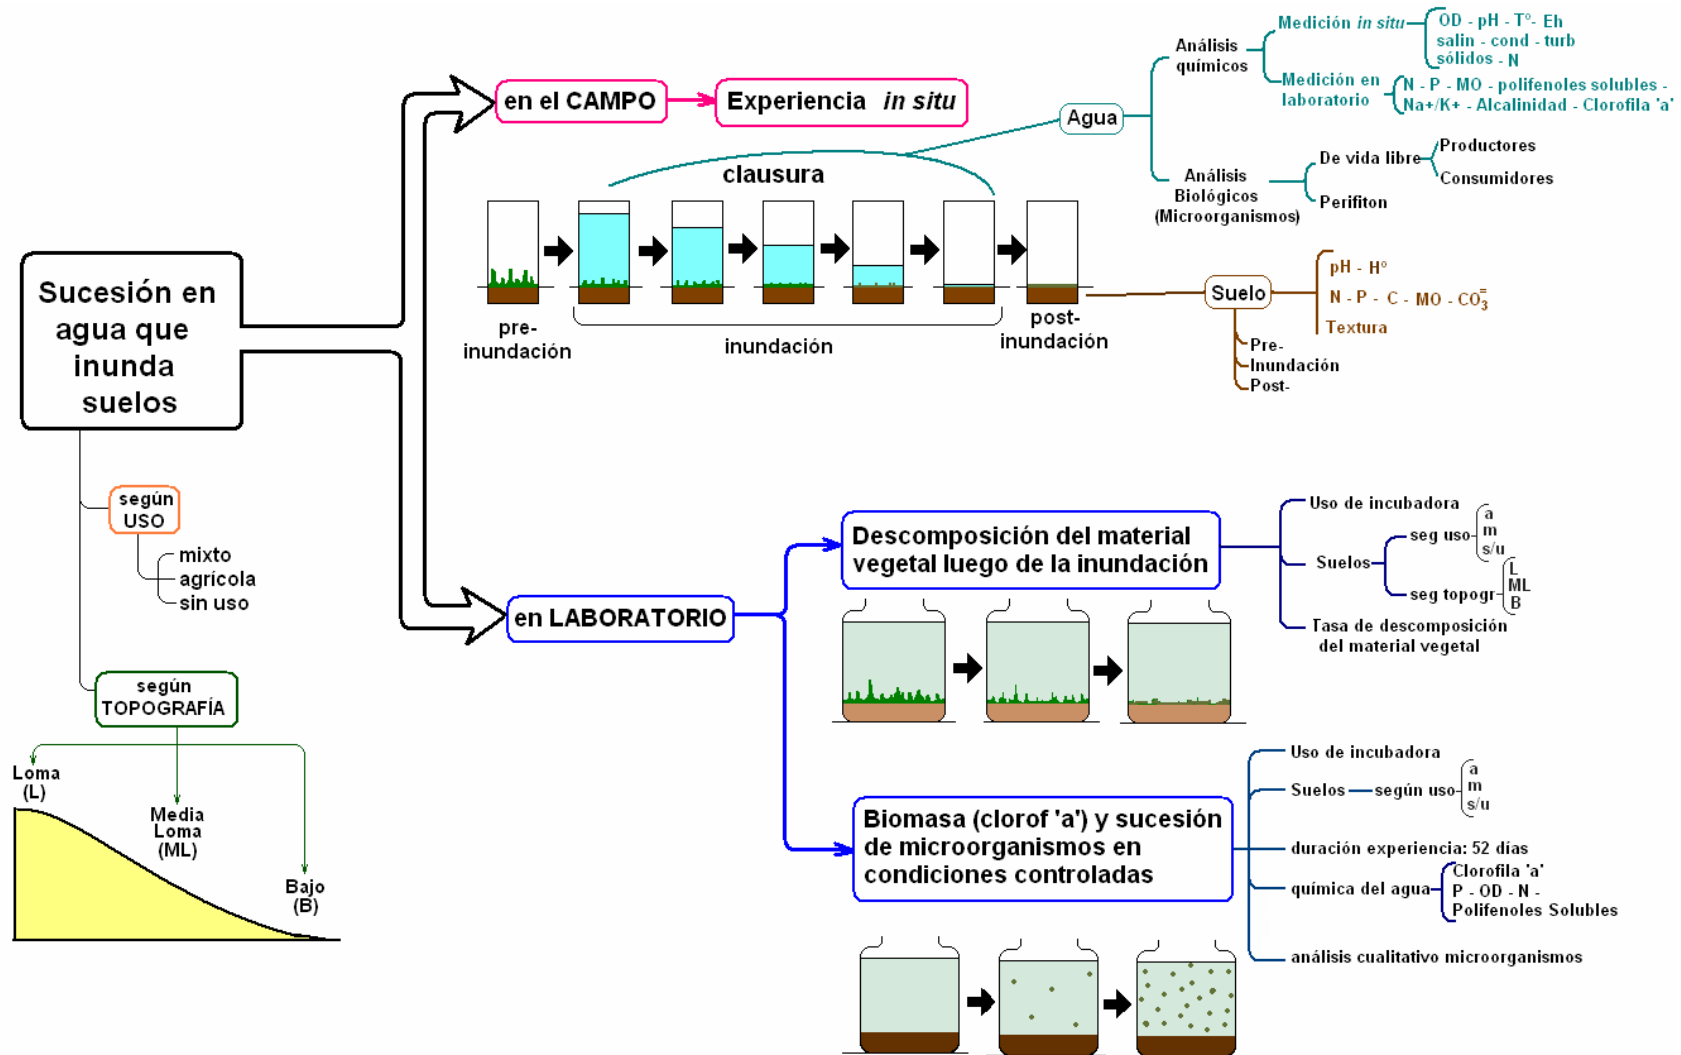 Sucesión en
agua que
inunda
suelos
según
USO
mixto
agrícola
sin uso
según
TOPOGRAFÍA
Loma
(L)
Media
Loma
(ML)
Bajo
(B)
en el CAMPO
Experiencia in situ
clausura
pre-
inundación
inundación
post-
inundación
Agua
Análisis
químicos
Medición in situ
OD - pH - Tº- Eh
salin - cond - turb
sólidos - N
Medición en
laboratorio
N - P - MO - polifenoles solubles -
Na+/K+ - Alcalinidad - Clorofila 'a'
Análisis
Biológicos
(Microorganismos)
De vida libre
Productores
Consumidores
Perifiton
Suelo
pH - Hº
N - P - C - MO - CO3=
Textura
Pre-
Inundación
Post-
en LABORATORIO
Descomposición del material
vegetal luego de la inundación
Uso de incubadora
Suelos
seg uso
a
m
s/u
seg topogr
L
ML
B
Tasa de descomposición
del material vegetal
Biomasa (clorof 'a') y sucesión
de microorganismos en
condiciones controladas
Uso de incubadora
Suelos
según uso
a
m
s/u
duración experiencia: 52 días
química del agua
Clorofila 'a'
P - OD - N -
Polifenoles Solubles
análisis cualitativo microorganismos